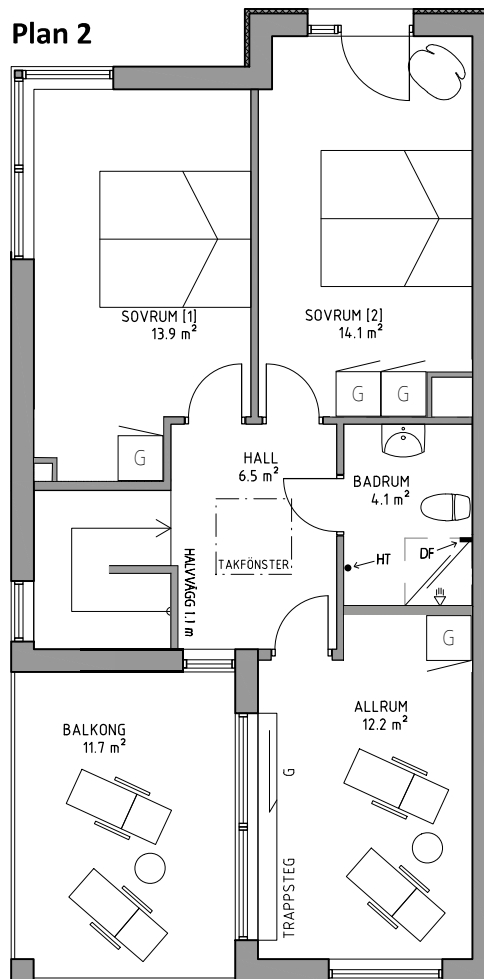 Plan 2
SOVRUM [1]
13.9 m²
SOVRUM [2]
14.1 m²
G
G
G
HALL
6.5 m²
BADRUM
4.1 m²
HALVVÄGG 1.1 m
TAKFÖNSTER
HT
DF
G
BALKONG
11.7 m²
ALLRUM
12.2 m²
G
TRAPPSTEG